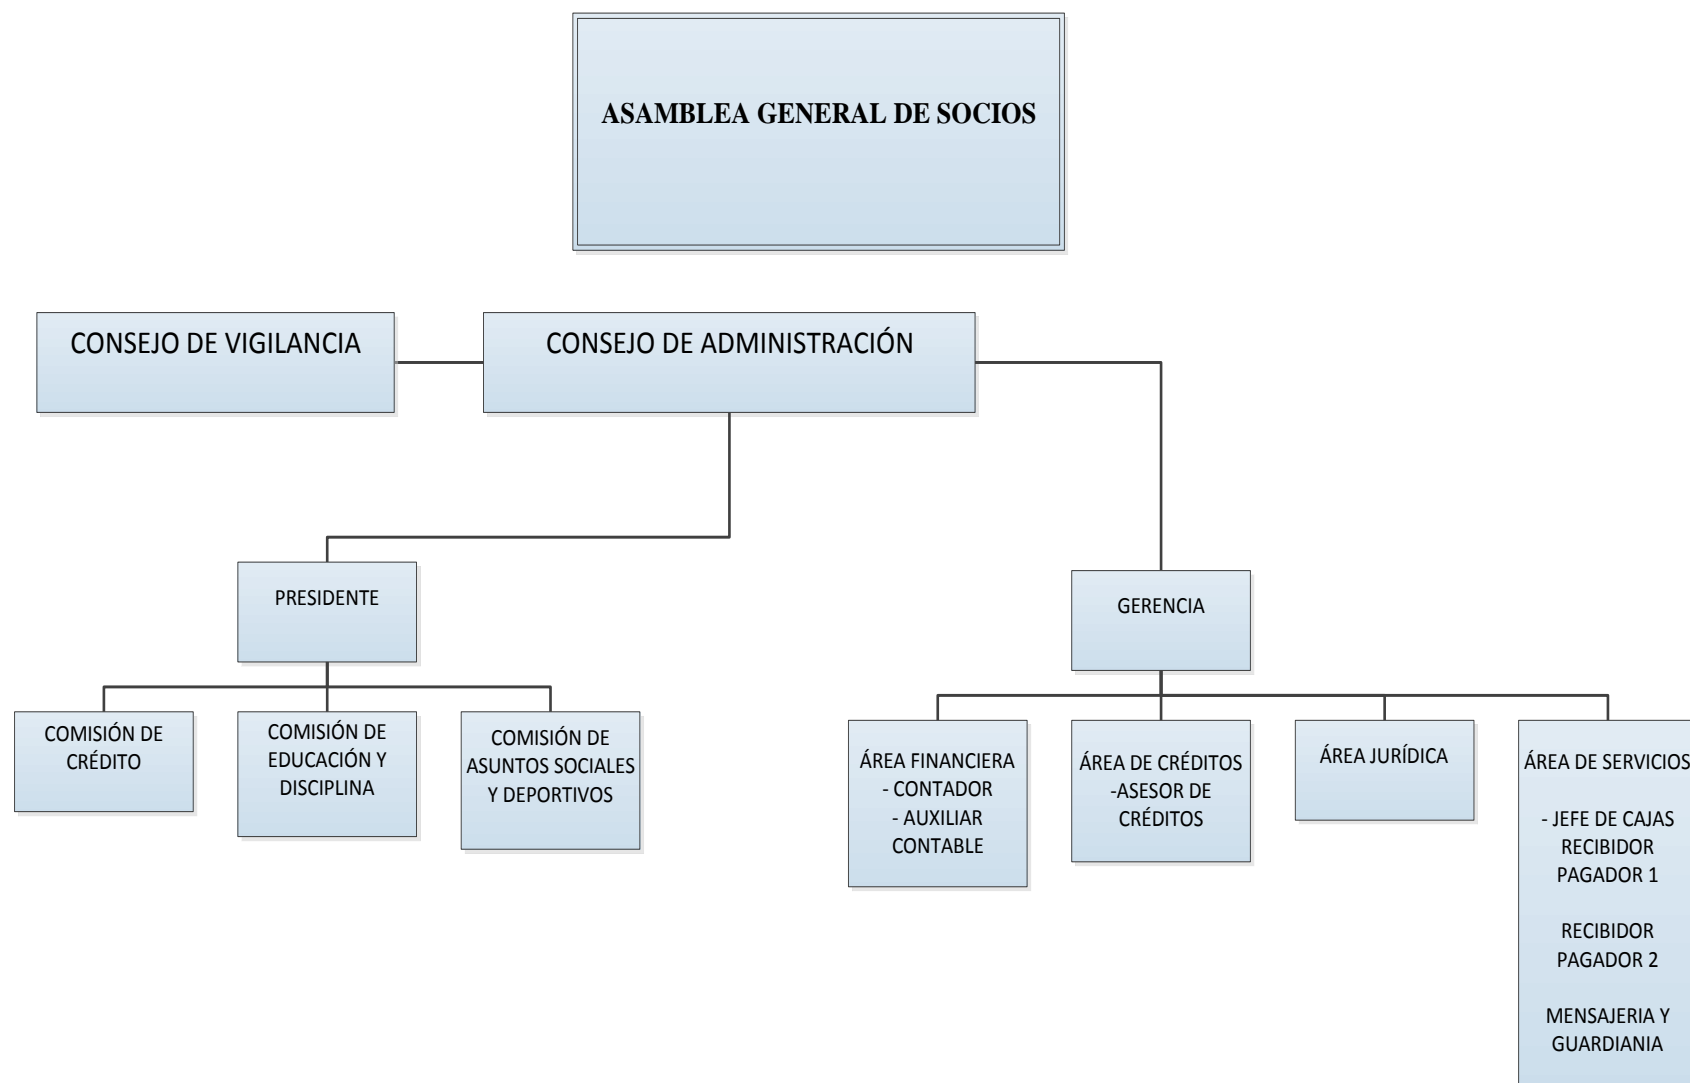 ASAMBLEA GENERAL DE SOCIOS
CONSEJO DE VIGILANCIA
CONSEJO DE ADMINISTRACIÓN
PRESIDENTE
GERENCIA
COMISIÓN DE
CRÉDITO
COMISIÓN DE
EDUCACIÓN Y
DISCIPLINA
COMISIÓN DE
ASUNTOS SOCIALES
Y DEPORTIVOS
ÁREA FINANCIERA
- CONTADOR
- AUXILIAR
CONTABLE
ÁREA DE CRÉDITOS
-ASESOR DE
CRÉDITOS
ÁREA JURÍDICA
ÁREA DE SERVICIOS
- JEFE DE CAJAS
RECIBIDOR
PAGADOR 1
RECIBIDOR
PAGADOR 2
MENSAJERIA Y
GUARDIANIA